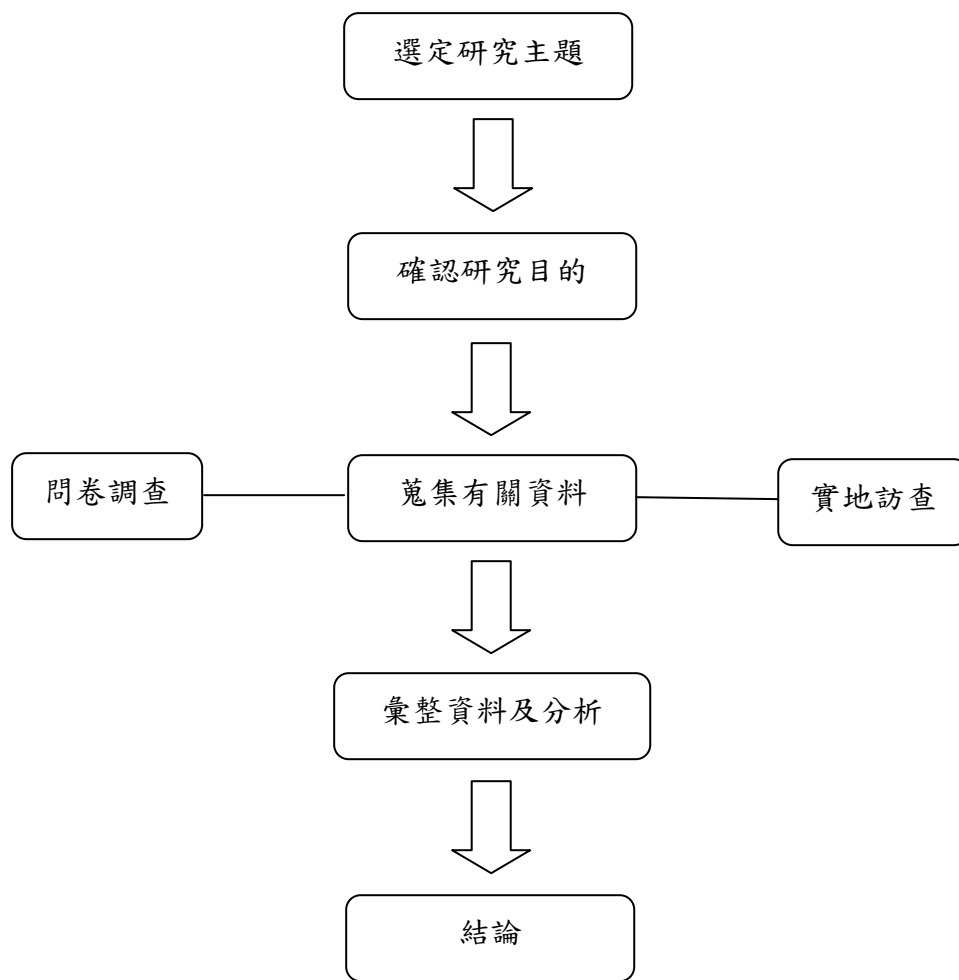 選定研究主題
確認研究目的
問卷調查
蒐集有關資料
實地訪查
彙整資料及分析
結論